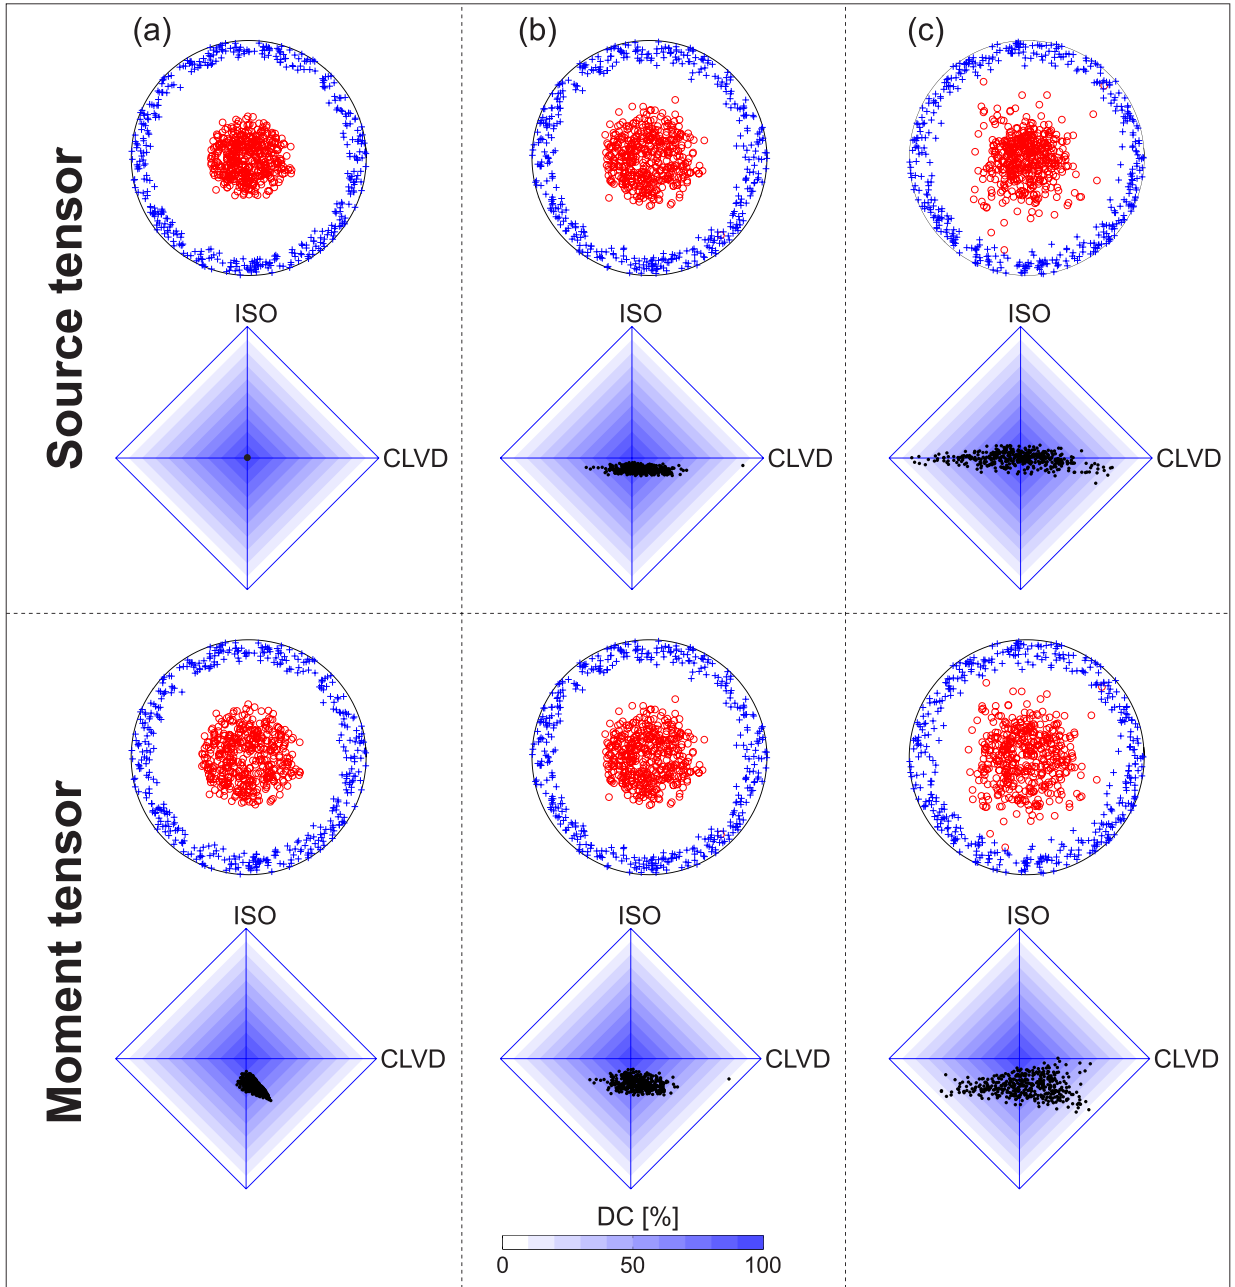 (a)
(b)
(c)
Source tensor
ISO
ISO
ISO
CLVD
CLVD
CLVD
Moment tensor
ISO
ISO
ISO
CLVD
CLVD
CLVD
DC [%]
0
50
100